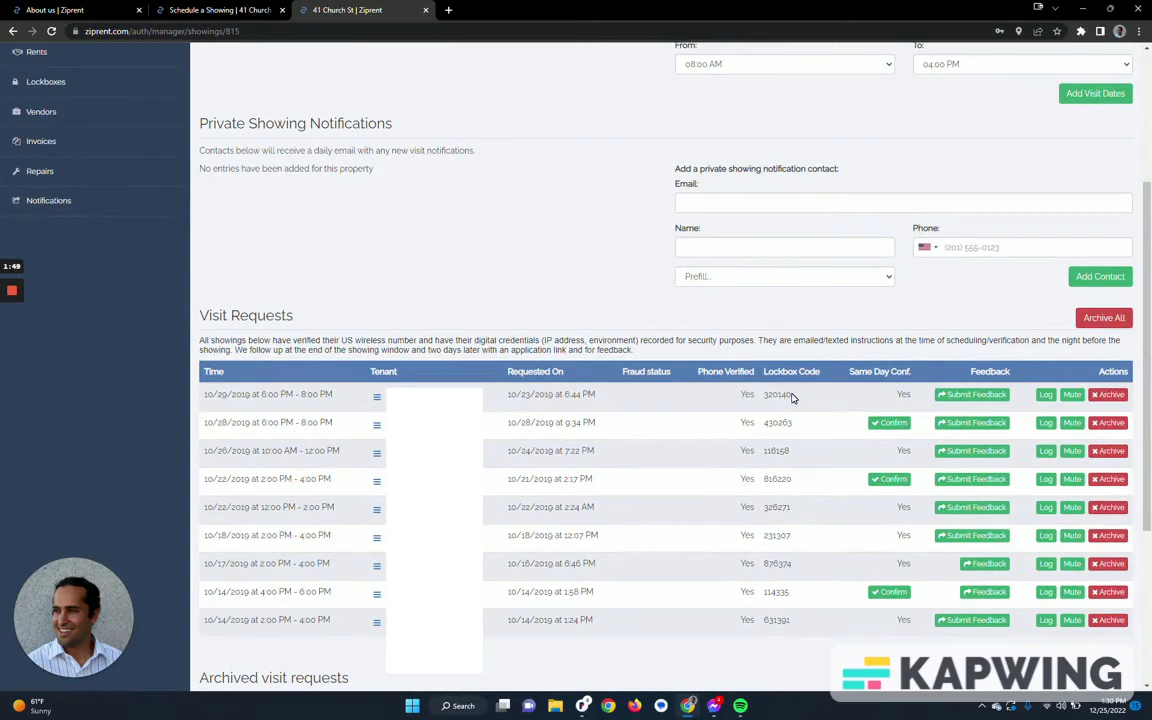 About us | Ziprent
Schedule a Showing | 41 Church
41 Church St | Ziprent
ziprent.com/auth/manager/showings/815
Rents
Lockboxes
Vendors
Invoices
Repairs
Notifications
1:49
From:
To:
08:00 AM
04:00 PM
Add Visit Dates
Private Showing Notifications
Contacts below will receive a daily email with any new visit notifications.
No entries have been added for this property
Add a private showing notification contact:
Email:
Name:
Phone:
(201) 555-0123
Prefill...
Add Contact
Visit Requests
Archive All
All showings below have verified their US wireless number and have their digital credentials (IP address, environment) recorded for security purposes. They are emailed/texted instructions at the time of scheduling/verification and the night before the
showing. We follow up at the end of the showing window and two days later with an application link and for feedback.
Time Tenant Requested On Fraud status Phone Verified Lockbox Code Same Day Conf. Feedback Actions
10/29/2019 at 6:00 PM - 8:00 PM 10/23/2019 at 6:44 PM Yes 320140 Yes Submit Feedback Log Mute Archive
10/28/2019 at 6:00 PM - 8:00 PM 10/28/2019 at 9:34 PM Yes 430263 Confirm Submit Feedback Log Mute Archive
10/26/2019 at 10:00 AM - 12:00 PM 10/24/2019 at 7:22 PM Yes 116158 Yes Submit Feedback Log Mute Archive
10/22/2019 at 2:00 PM - 4:00 PM 10/21/2019 at 2:17 PM Yes 816220 Confirm Submit Feedback Log Mute Archive
10/22/2019 at 12:00 PM - 2:00 PM 10/22/2019 at 2:24 AM Yes 326271 Yes Submit Feedback Log Mute Archive
10/18/2019 at 2:00 PM - 4:00 PM 10/18/2019 at 12:07 PM Yes 231307 Yes Submit Feedback Log Mute Archive
10/17/2019 at 2:00 PM - 4:00 PM 10/16/2019 at 6:46 PM Yes 876374 Yes Feedback Log Mute Archive
10/14/2019 at 4:00 PM - 6:00 PM 10/14/2019 at 1:58 PM Yes 114335 Confirm Feedback Log Mute Archive
10/14/2019 at 2:00 PM - 4:00 PM 10/14/2019 at 1:24 PM Yes 631391 Yes Submit Feedback Log Mute Archive
Archived visit requests
KAPWING
61°F
Sunny
Search
1:30 PM
12/25/2022